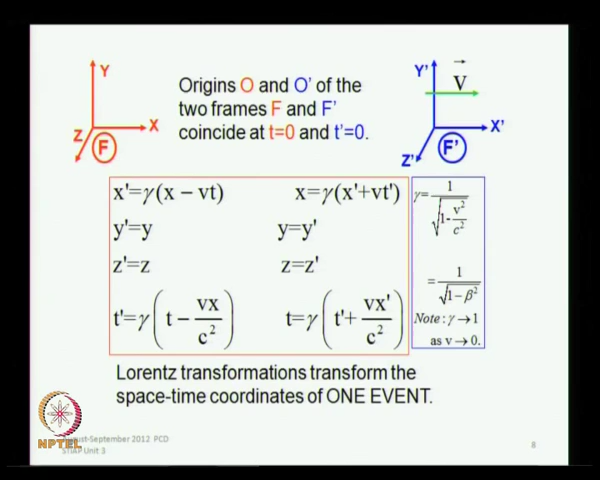 Y
X
Z
F
Origins O and O' of the
two frames F and F'
coincide at t=0 and t'=0.
Y'
V
X'
Z'
F'
x'=γ(x – vt)  x=γ(x'+vt')
y'=y  y=y'
z'=z  z=z'
t'=γ(t – vx/c²)  t=γ(t'+ vx'/c²)
γ= 1/√(1-v²/c²)
= 1/√(1–β²)
Note: γ→1
as v→0.
Lorentz transformations transform the
space-time coordinates of ONE EVENT.
NPTEL
August-September 2012 PCD
STiAP Unit 3
8